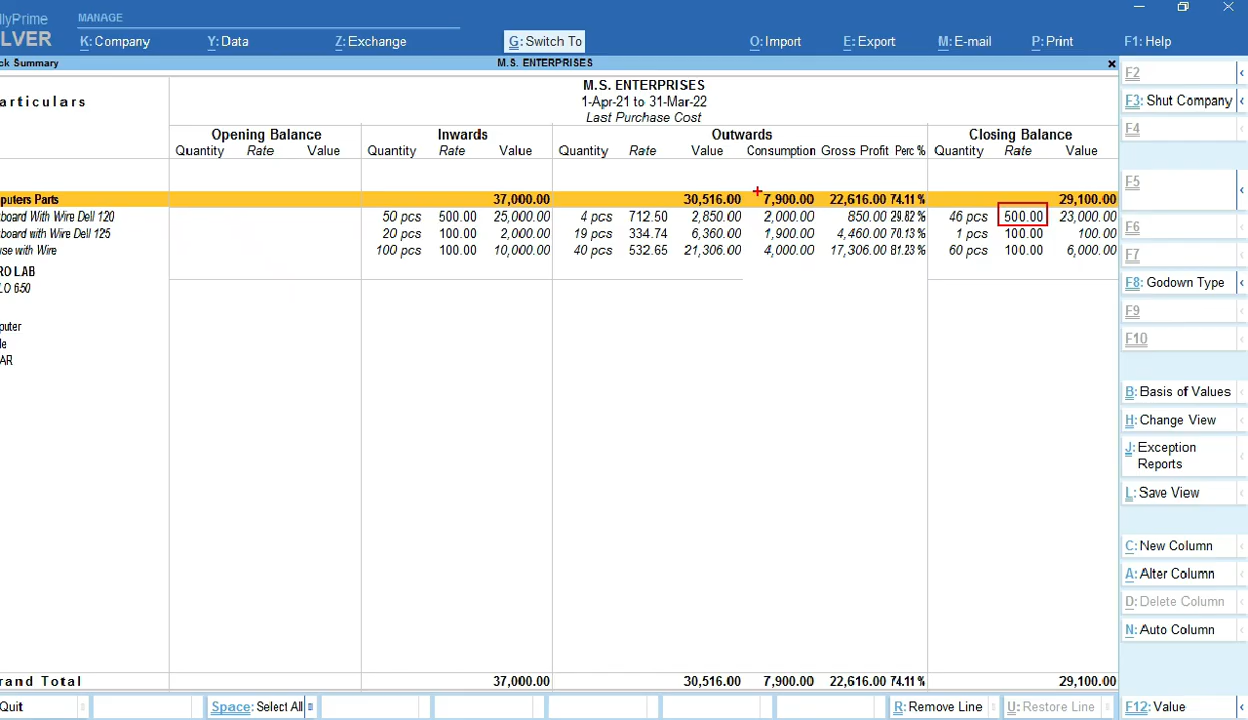 llyPrime
MANAGE
LVER
K: Company
Y: Data
Z: Exchange
G: Switch To
O: Import
E: Export
M: E-mail
P: Print
F1: Help
ck Summary
M.S. ENTERPRISES
articulars
M.S. ENTERPRISES
1-Apr-21 to 31-Mar-22
Last Purchase Cost
Opening Balance Inwards Outwards Closing Balance
Quantity Rate Value Quantity Rate Value Quantity Rate Value Consumption Gross Profit Perc % Quantity Rate Value
puters Parts 37,000.00 30,516.00 7,900.00 22,616.00 74.11 % 29,100.00
board With Wire Dell 120 50 pcs 500.00 25,000.00 4 pcs 712.50 2,850.00 2,000.00 850.00 29.82 % 46 pcs 500.00 23,000.00
board with Wire Dell 125 20 pcs 100.00 2,000.00 19 pcs 334.74 6,360.00 1,900.00 4,460.00 70.13 % 1 pcs 100.00 100.00
use with Wire 100 pcs 100.00 10,000.00 40 pcs 532.65 21,306.00 4,000.00 17,306.00 81.23 % 60 pcs 100.00 6,000.00
RO LAB
LO 650
puter
le
AR
rand Total 37,000.00 30,516.00 7,900.00 22,616.00 74.11 % 29,100.00
F2
F3: Shut Company
F4
F5
F6
F7
F8: Godown Type
F9
F10
B: Basis of Values
H: Change View
J: Exception
Reports
L: Save View
C: New Column
A: Alter Column
D: Delete Column
N: Auto Column
Quit
Space: Select All
R: Remove Line
U: Restore Line
F12: Value